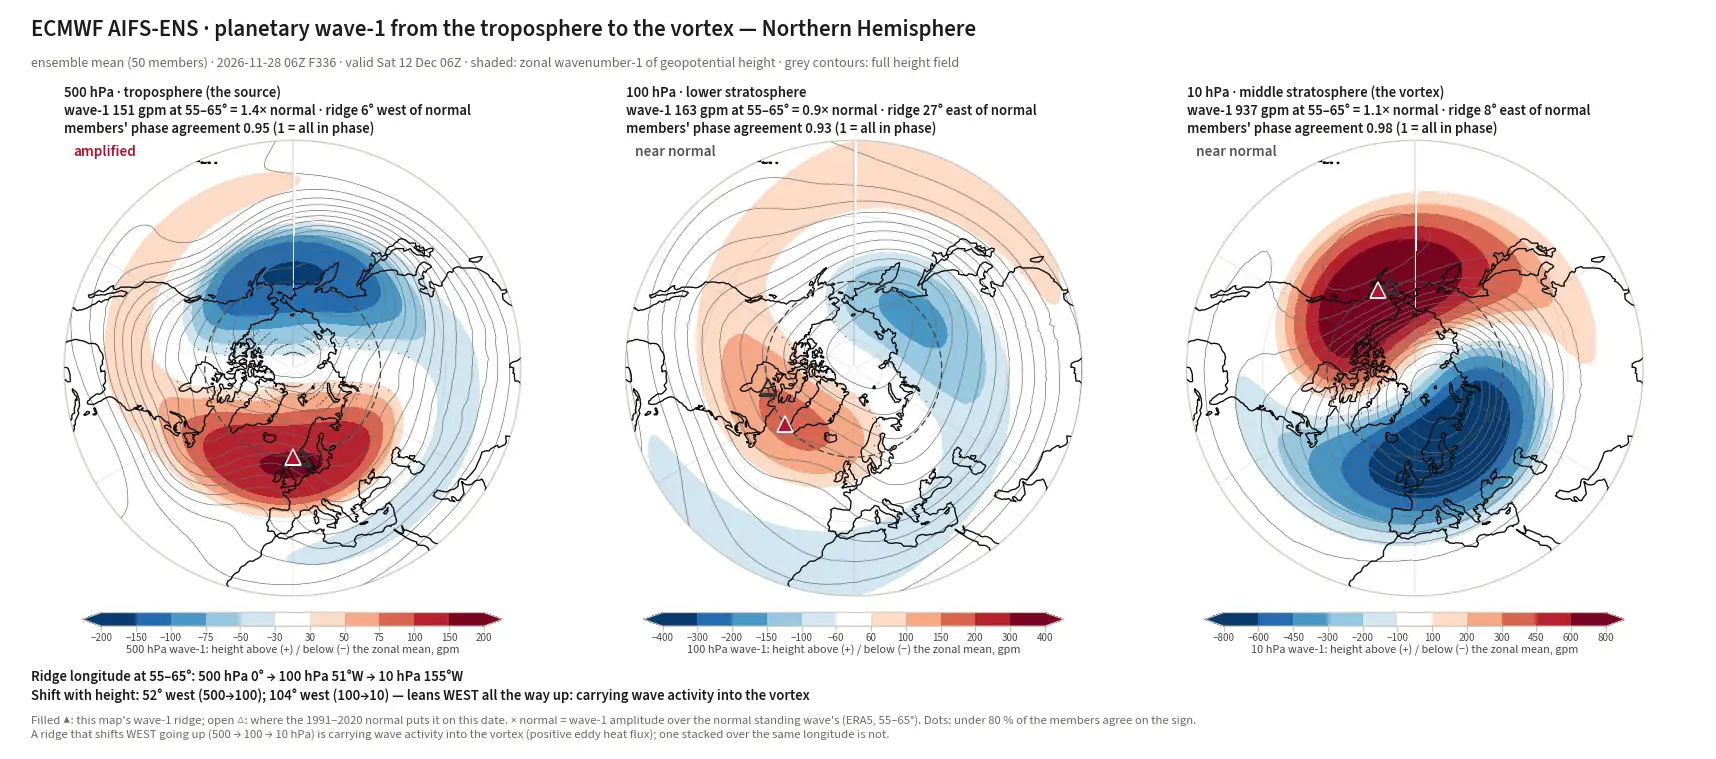 ECMWF AIFS-ENS · planetary wave-1 from the troposphere to the vortex — Northern Hemisphere
ensemble mean (50 members) · 2026-11-28 06Z F336 · valid Sat 12 Dec 06Z · shaded: zonal wavenumber-1 of geopotential height · grey contours: full height field
500 hPa · troposphere (the source)
wave-1 151 gpm at 55–65° = 1.4× normal · ridge 6° west of normal
members' phase agreement 0.95 (1 = all in phase)
amplified
100 hPa · lower stratosphere
wave-1 163 gpm at 55–65° = 0.9× normal · ridge 27° east of normal
members' phase agreement 0.93 (1 = all in phase)
near normal
10 hPa · middle stratosphere (the vortex)
wave-1 937 gpm at 55–65° = 1.1× normal · ridge 8° east of normal
members' phase agreement 0.98 (1 = all in phase)
near normal
−200 −150 −100 −75 −50 −30 30 50 75 100 150 200
500 hPa wave-1: height above (+) / below (−) the zonal mean, gpm
−400 −300 −200 −150 −100 −60 60 100 150 200 300 400
100 hPa wave-1: height above (+) / below (−) the zonal mean, gpm
−800 −600 −450 −300 −200 −100 100 200 300 450 600 800
10 hPa wave-1: height above (+) / below (−) the zonal mean, gpm
Ridge longitude at 55–65°: 500 hPa 0° → 100 hPa 51°W → 10 hPa 155°W
Shift with height: 52° west (500→100); 104° west (100→10) — leans WEST all the way up: carrying wave activity into the vortex
Filled ▲: this map's wave-1 ridge; open △: where the 1991–2020 normal puts it on this date. × normal = wave-1 amplitude over the normal standing wave's (ERA5, 55–65°). Dots: under 80 % of the members agree on the sign.
A ridge that shifts WEST going up (500 → 100 → 10 hPa) is carrying wave activity into the vortex (positive eddy heat flux); one stacked over the same longitude is not.